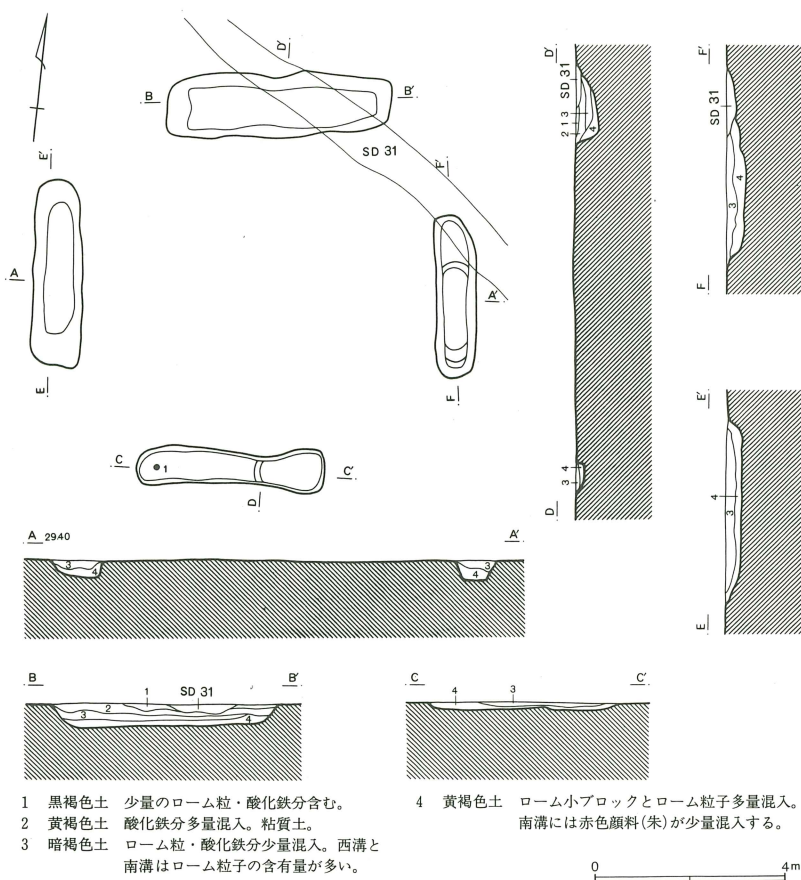 D′
B
B′
SD 31
F′
E′
A
A′
E
F
C
1
C′
D
D′
SD 31
2 1 3
4
4
3
D
F′
SD 31
4
3
F
E′
4
3
E
A 29.40
A′
3
4
3
4
B
1
SD 31
B′
2
3
4
C
4
3
C′
1 黒褐色土 少量のローム粒・酸化鉄分含む。
2 黄褐色土 酸化鉄分多量混入。粘質土。
3 暗褐色土 ローム粒・酸化鉄分少量混入。西溝と
南溝はローム粒子の含有量が多い。
4 黄褐色土 ローム小ブロックとローム粒子多量混入。
南溝には赤色顔料(朱)が少量混入する。
0 4m